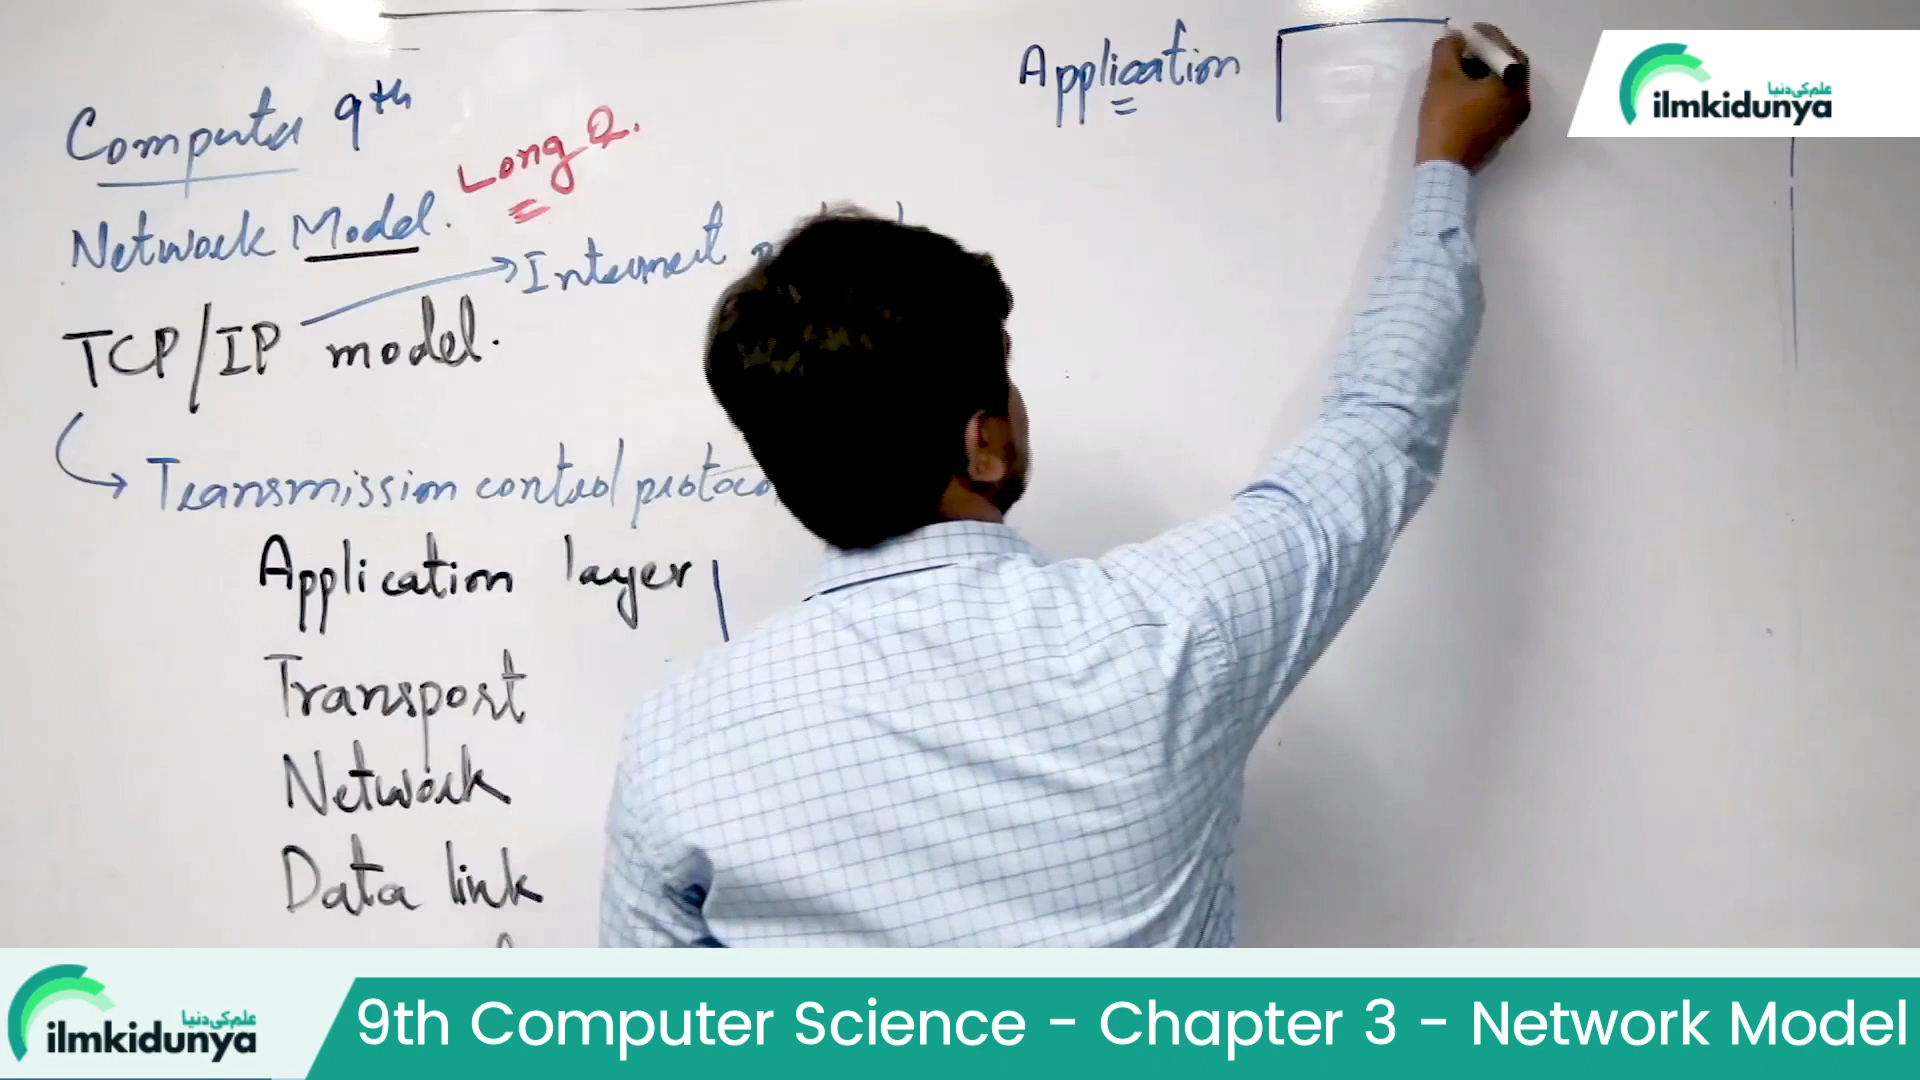 Computer 9th
Long Q.
Network Model.
Internet
TCP/IP model.
Transmission control protoco
Application layer
Transport
Network
Data link
Application
علم کی دنیا
ilmkidunya
علم کی دنیا
ilmkidunya
9th Computer Science - Chapter 3 - Network Model